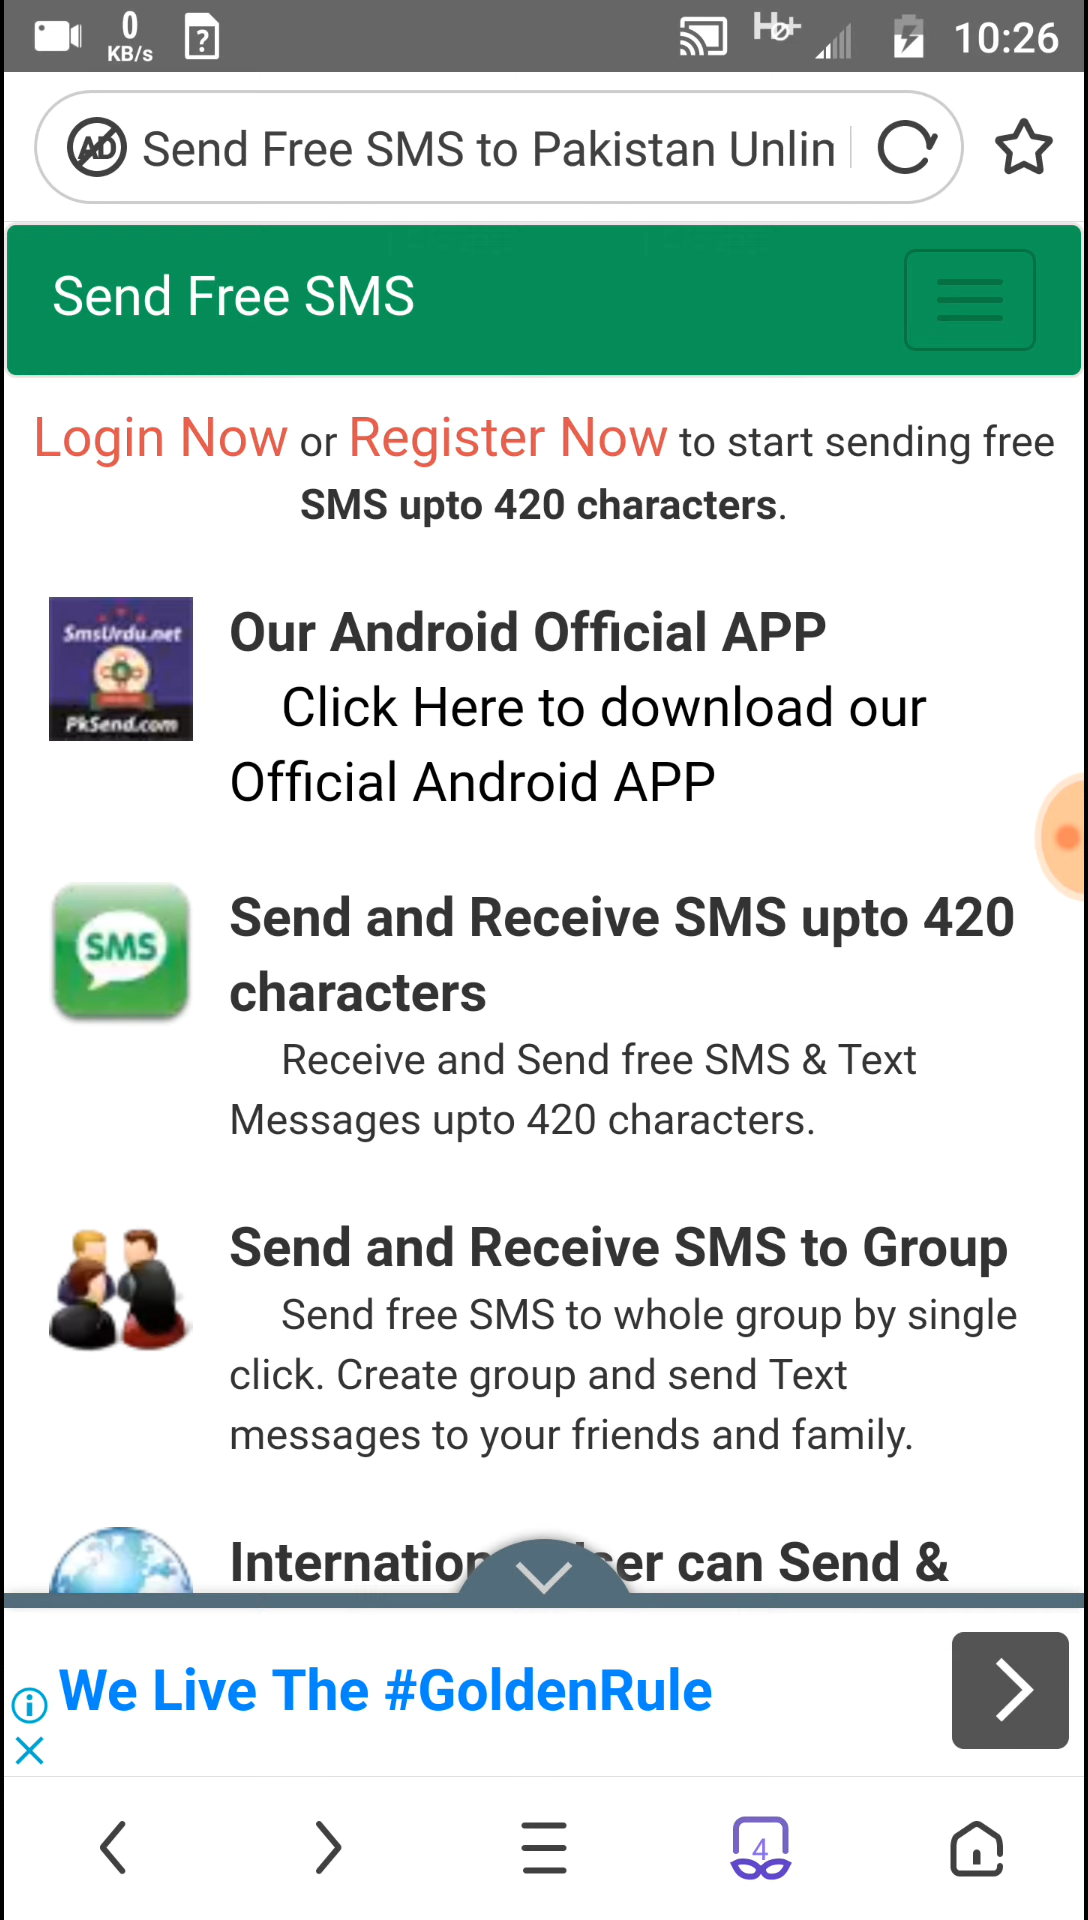 0
KB/s
?
H+
10:26
AD
Send Free SMS to Pakistan Unlin
Send Free SMS
Login Now or Register Now to start sending free
SMS upto 420 characters.
SmsUrdu.net
PkSend.com
Our Android Official APP
Click Here to download our
Official Android APP
SMS
Send and Receive SMS upto 420
characters
Receive and Send free SMS & Text
Messages upto 420 characters.
Send and Receive SMS to Group
Send free SMS to whole group by single
click. Create group and send Text
messages to your friends and family.
can Send &
We Live The #GoldenRule
4